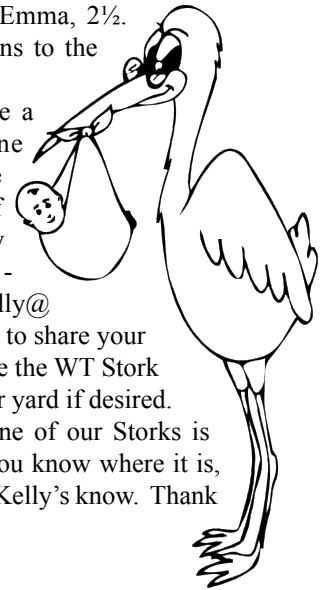 Emma, 2½.
ns to the
e a
ne
e
f
y
-
lly@
to share your
e the WT Stork
r yard if desired.
ne of our Storks is
ou know where it is,
Kelly's know. Thank